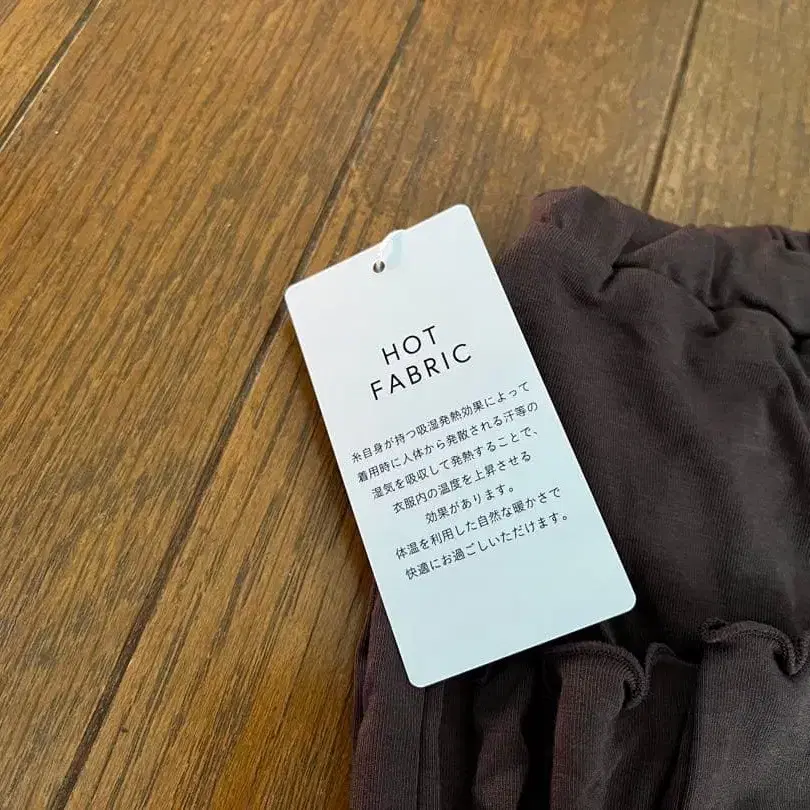 HOT
FABRIC
糸自身が持つ吸湿発熱効果によって
着用時に人体から発散される汗等の
湿気を吸収して発熱することで、
衣服内の温度を上昇させる
効果があります。
体温を利用した自然な暖かさで
快適にお過ごしいただけます。